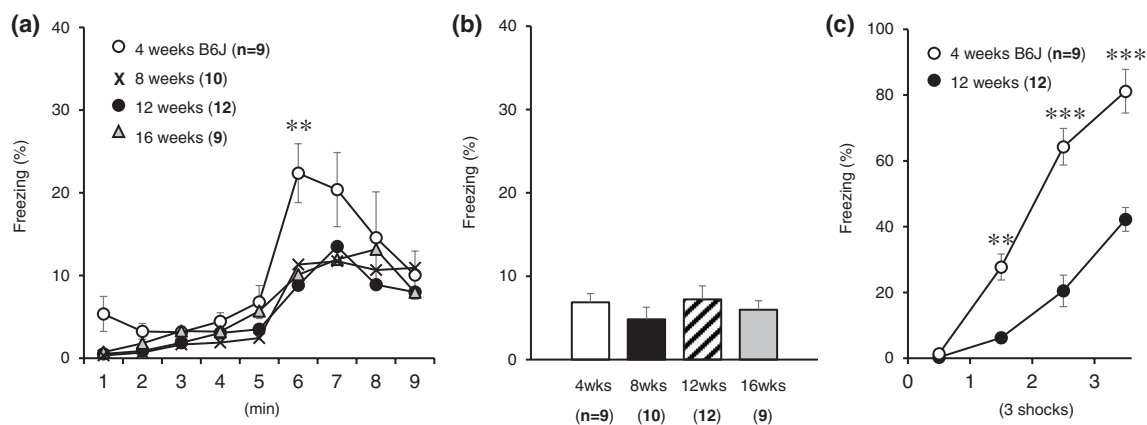 (a)
40
30
20
10
0
Freezing (%)
4 weeks B6J (n=9)
8 weeks (10)
12 weeks (12)
16 weeks (9)
**
1 2 3 4 5 6 7 8 9
(min)
(b)
40
30
20
10
0
Freezing (%)
4wks 8wks 12wks 16wks
(n=9) (10) (12) (9)
(c)
100
80
60
40
20
0
Freezing (%)
4 weeks B6J (n=9)
12 weeks (12)
***
***
**
0 1 2 3
(3 shocks)